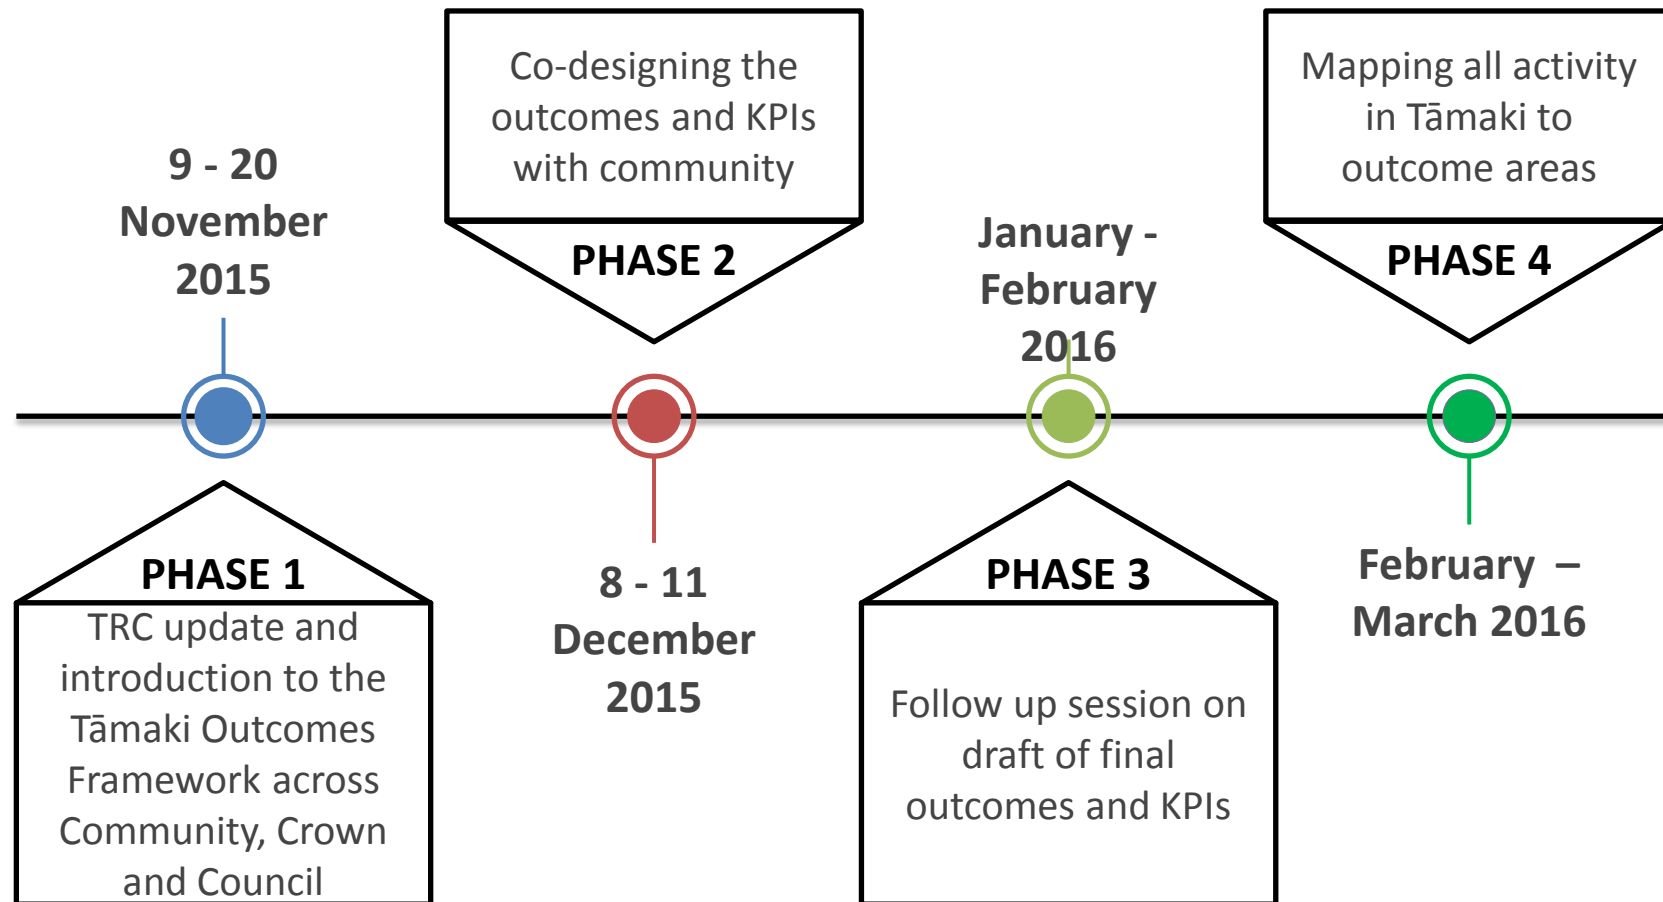 9 - 20
November
2015
PHASE 1
TRC update and
introduction to the
Tāmaki Outcomes
Framework across
Community, Crown
and Council
Co-designing the
outcomes and KPIs
with community
PHASE 2
8 - 11
December
2015
January -
February
2016
PHASE 3
Follow up session on
draft of final
outcomes and KPIs
Mapping all activity
in Tāmaki to
outcome areas
PHASE 4
February –
March 2016